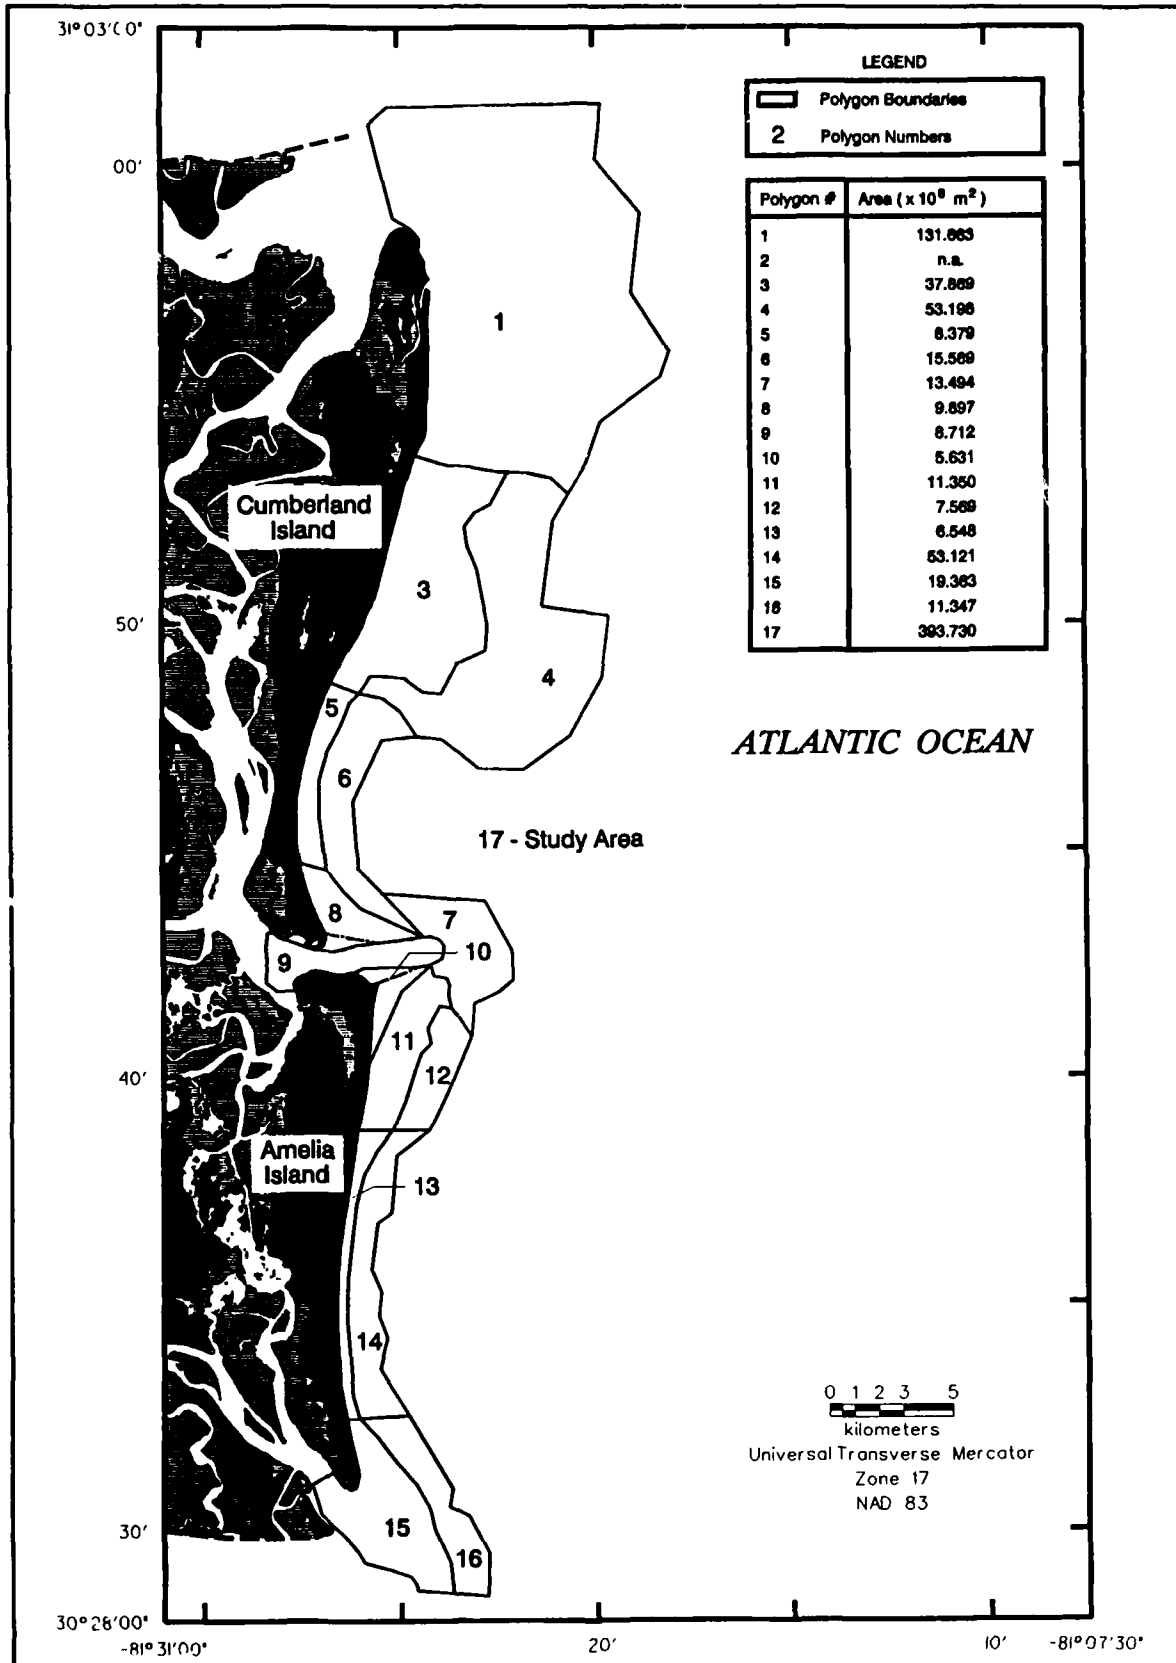 31°03'00"
LEGEND
Polygon Boundaries
2 Polygon Numbers
00'
Polygon # Area ( x 10⁶ m² )
1 131.663
2 n.a.
3 37.669
4 53.196
5 8.379
6 15.569
7 13.494
8 9.697
9 8.712
10 5.631
11 11.350
12 7.569
13 6.548
14 53.121
15 19.363
16 11.347
17 393.730
1
Cumberland
Island
3
50'
4
5
ATLANTIC OCEAN
6
17 - Study Area
8
7
10
9
11
12
40'
Amelia
Island
13
14
0 1 2 3 5
kilometers
Universal Transverse Mercator
Zone 17
NAD 83
15
30'
16
30°28'00"
-81°31'00" 20' 10' -81°07'30"